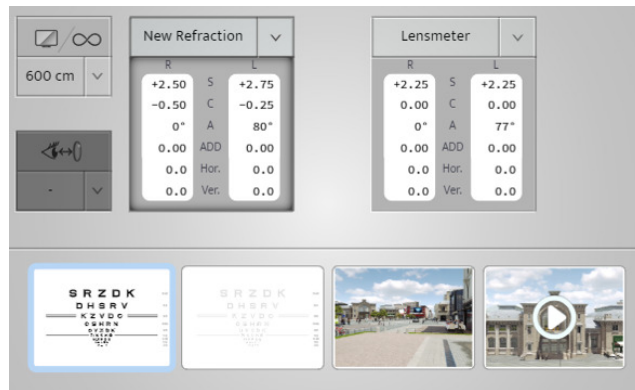 600 cm
-
New Refraction
R L
+2.50 S +2.75
-0.50 C -0.25
0° A 80°
0.00 ADD 0.00
0.0 Hor. 0.0
0.0 Ver. 0.0
Lensmeter
R L
+2.25 S +2.25
0.00 C 0.00
0° A 77°
0.00 ADD 0.00
0.0 Hor. 0.0
0.0 Ver. 0.0
S R Z D K
D H S R V
K Z V D C
S R Z D K